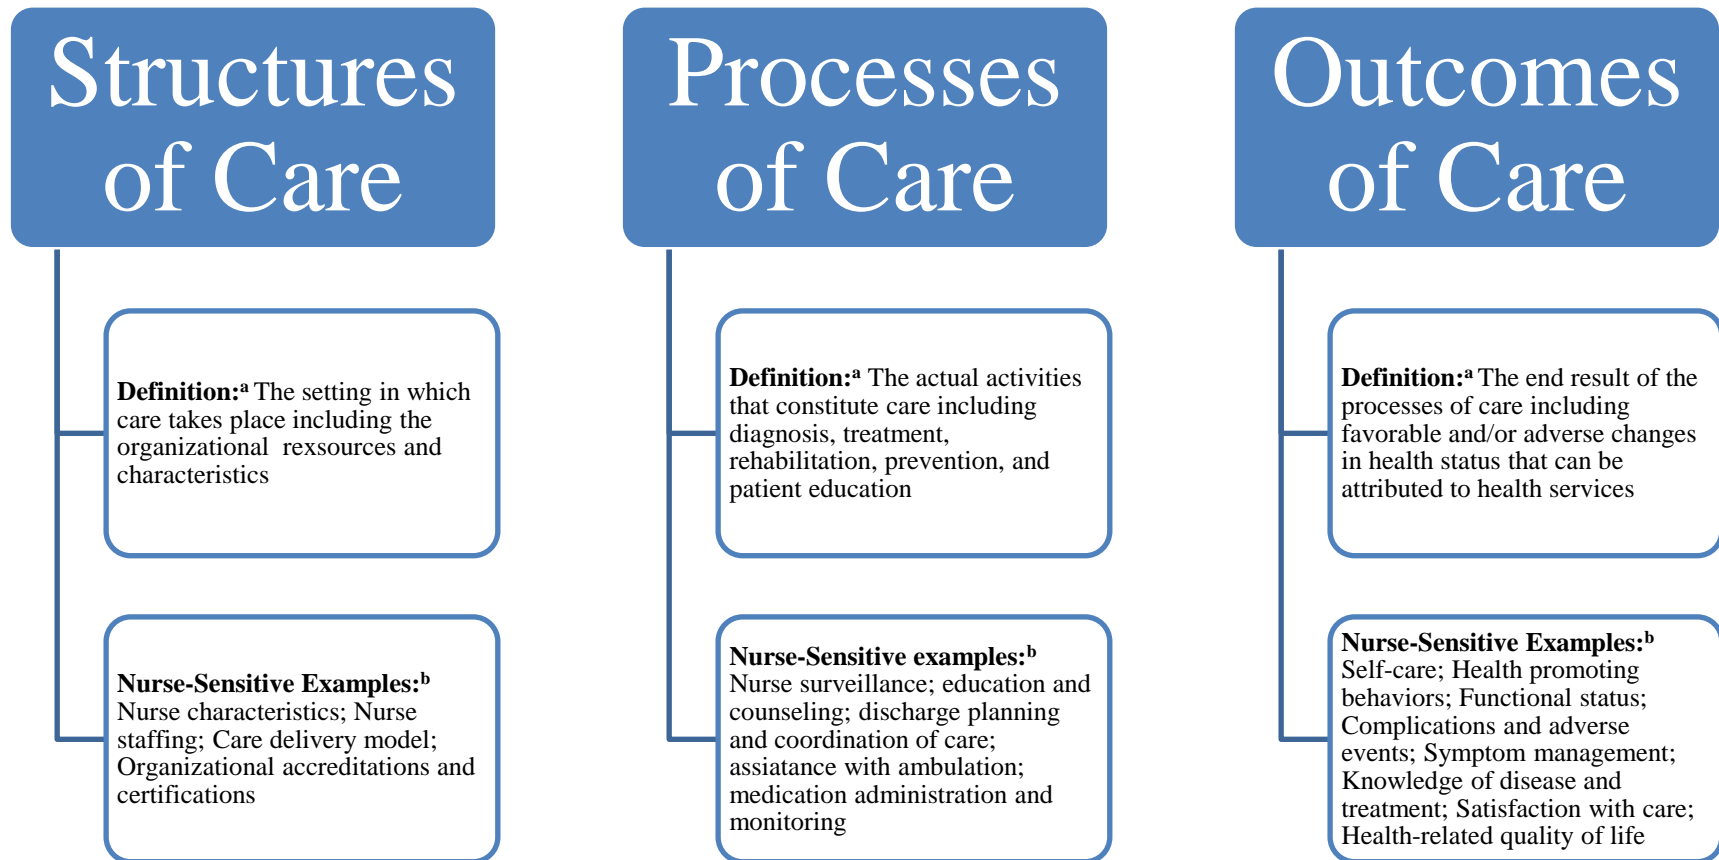 Structures
of Care
Definition:ᵃ The setting in which
care takes place including the
organizational rexsources and
characteristics
Nurse-Sensitive Examples:ᵇ
Nurse characteristics; Nurse
staffing; Care delivery model;
Organizational accreditations and
certifications
Processes
of Care
Definition:ᵃ The actual activities
that constitute care including
diagnosis, treatment,
rehabilitation, prevention, and
patient education
Nurse-Sensitive examples:ᵇ
Nurse surveillance; education and
counseling; discharge planning
and coordination of care;
assiatance with ambulation;
medication administration and
monitoring
Outcomes
of Care
Definition:ᵃ The end result of the
processes of care including
favorable and/or adverse changes
in health status that can be
attributed to health services
Nurse-Sensitive Examples:ᵇ
Self-care; Health promoting
behaviors; Functional status;
Complications and adverse
events; Symptom management;
Knowledge of disease and
treatment; Satisfaction with care;
Health-related quality of life